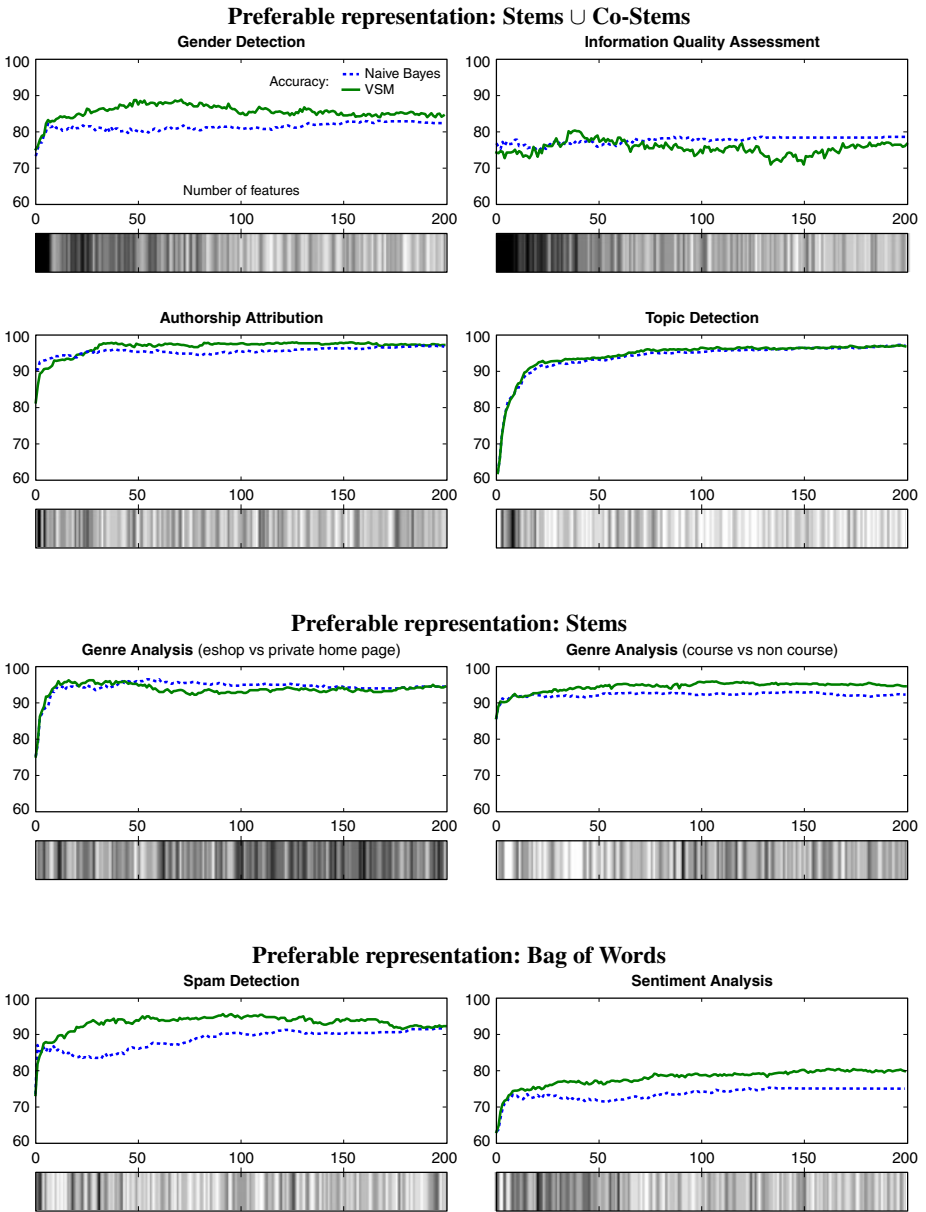 Preferable representation: Stems ∪ Co-Stems
Gender Detection
100
90
80
70
60
Accuracy:
Naive Bayes
VSM
Number of features
0 50 100 150 200
Information Quality Assessment
100
90
80
70
60
0 50 100 150 200
Authorship Attribution
100
90
80
70
60
0 50 100 150 200
Topic Detection
100
90
80
70
60
0 50 100 150 200
Preferable representation: Stems
Genre Analysis (eshop vs private home page)
100
90
80
70
60
0 50 100 150 200
Genre Analysis (course vs non course)
100
90
80
70
60
0 50 100 150 200
Preferable representation: Bag of Words
Spam Detection
100
90
80
70
60
0 50 100 150 200
Sentiment Analysis
100
90
80
70
60
0 50 100 150 200